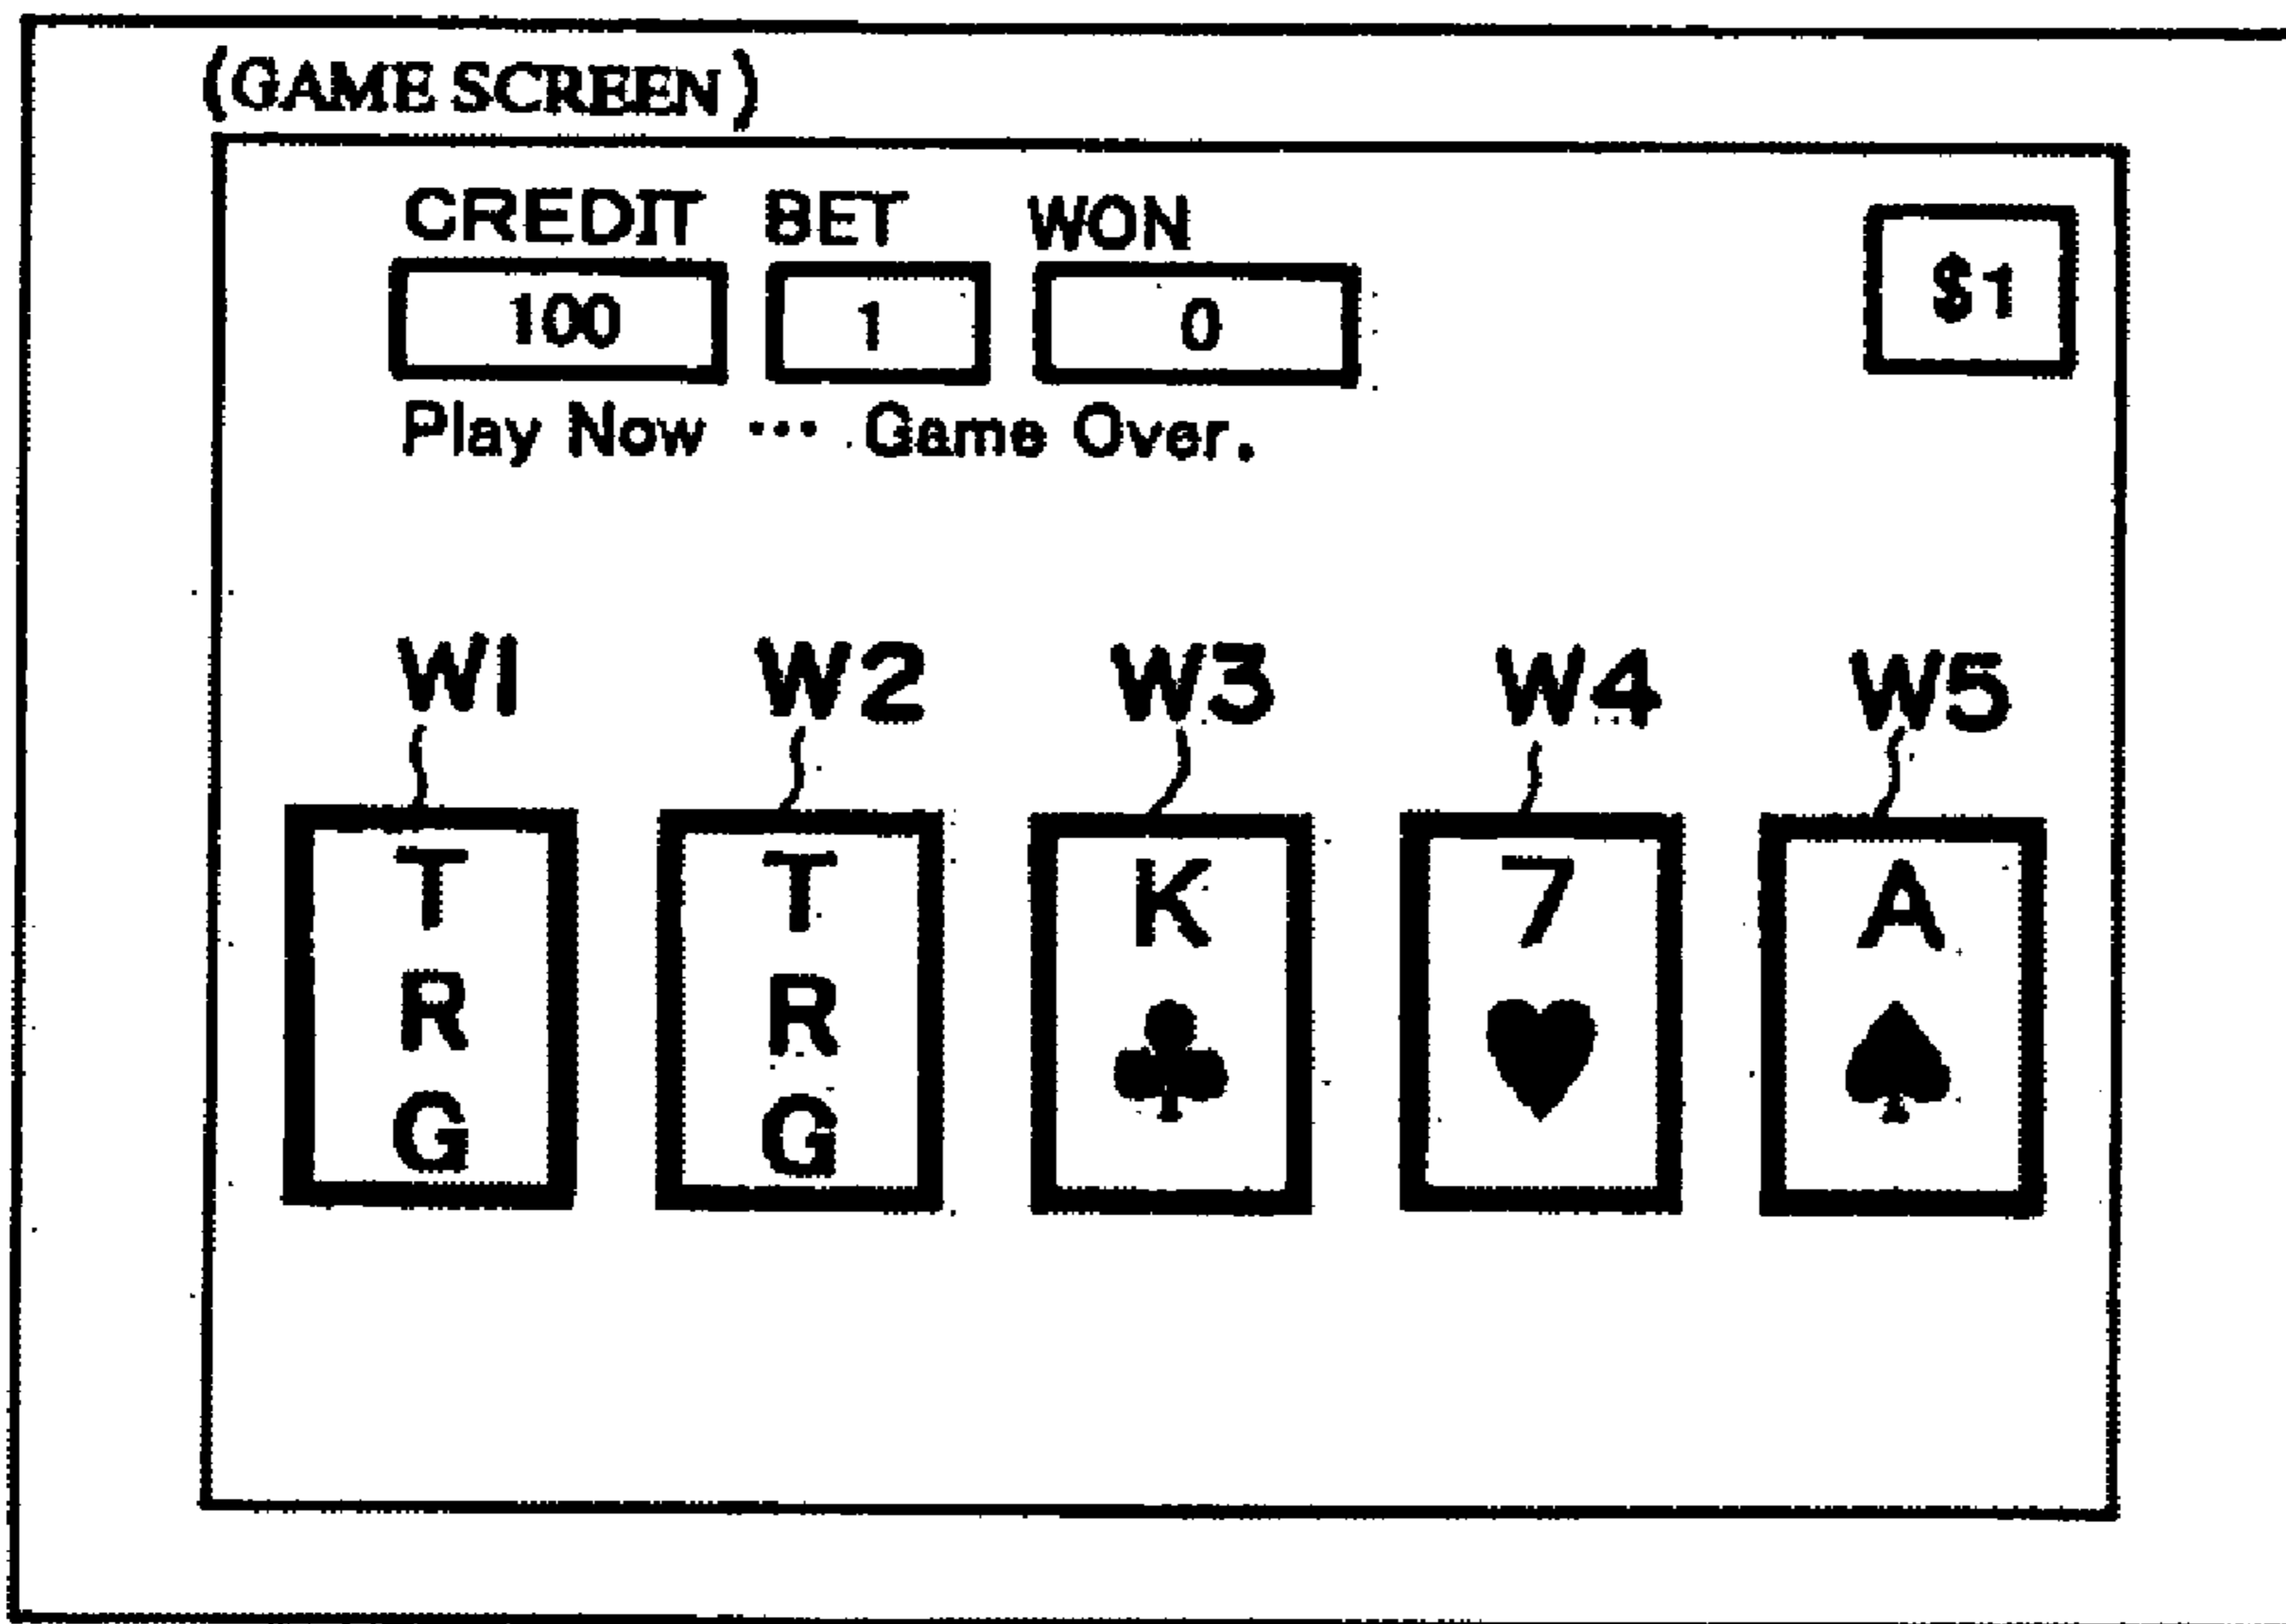 (GAME SCREEN)
CREDIT BET WON
100 1 0 $1
Play Now ··· Game Over.
W1 W2 W3 W4 W5
T T K 7 A
R R
G G